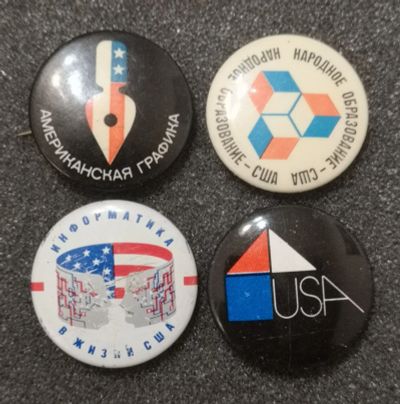 АМЕРИКАНСКАЯ ГРАФИКА
НАРОДНОЕ ОБРАЗОВАНИЕ – США
НАРОДНОЕ ОБРАЗОВАНИЕ – США
ИНФОРМАТИКА
В ЖИЗНИ США
USA